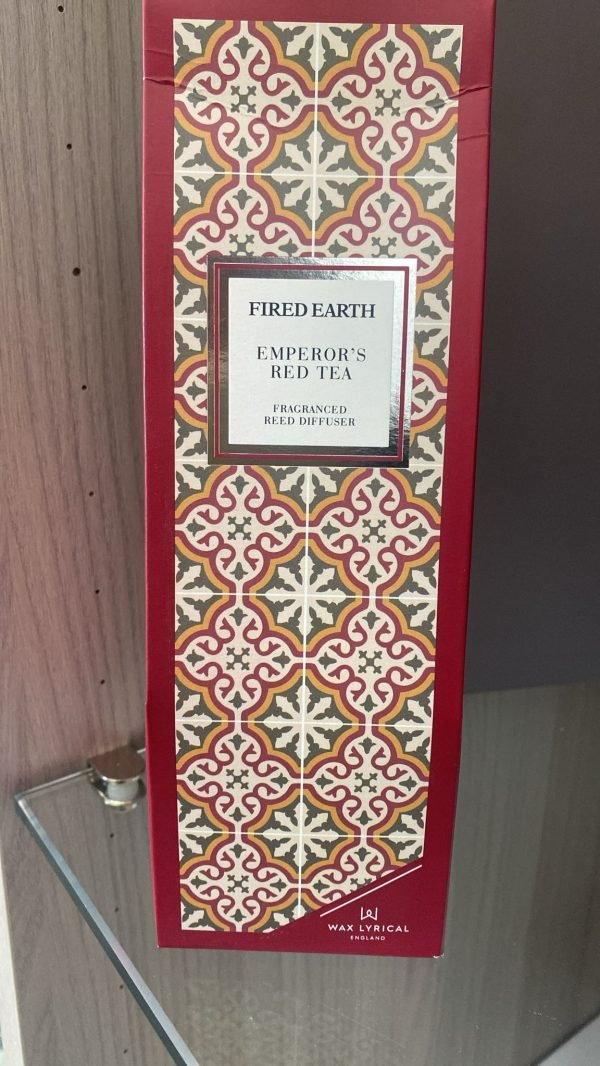 FIRED EARTH
EMPEROR'S
RED TEA
FRAGRANCED
REED DIFFUSER
WAX LYRICAL
ENGLAND